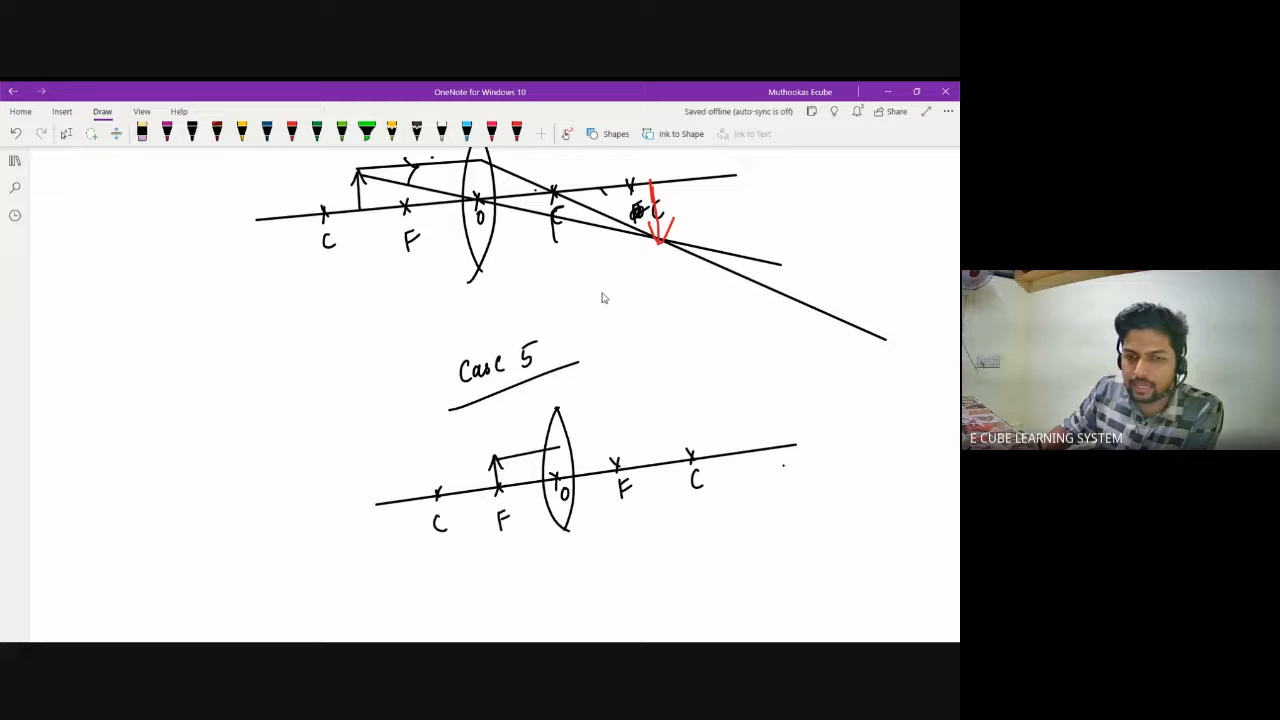 OneNote for Windows 10
Muthookas Ecube
Home Insert Draw View Help
Saved offline (auto-sync is off)
Share
Shapes
Ink to Shape
Ink to Text
C F O F C
Case 5
C F O F C
E CUBE LEARNING SYSTEM